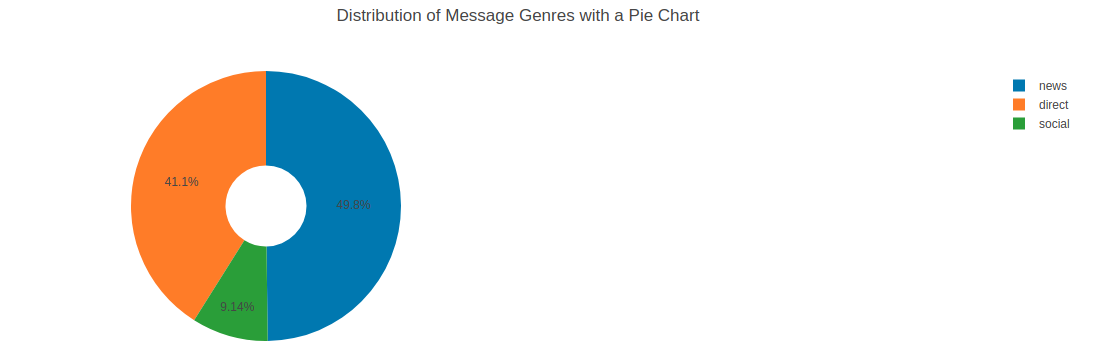 Distribution of Message Genres with a Pie Chart
news
direct
social
41.1%
49.8%
9.14%